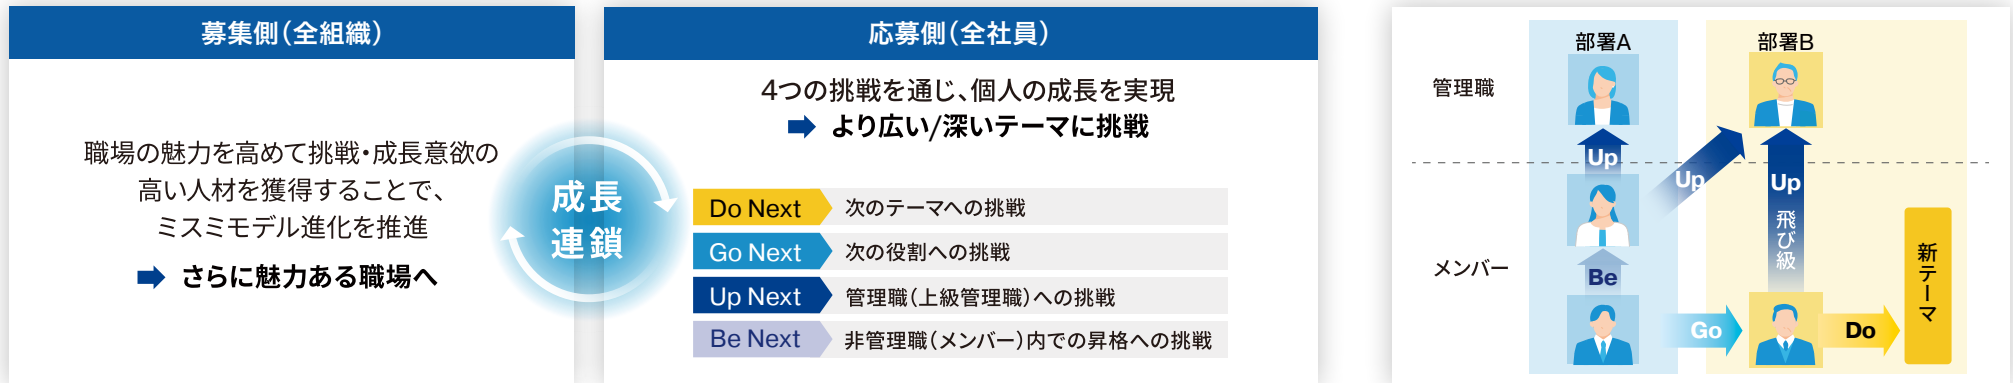 募集側(全組織)
職場の魅力を高めて挑戦・成長意欲の
高い人材を獲得することで、
ミスミモデル進化を推進
さらに魅力ある職場へ
成長
連鎖
応募側(全社員)
4つの挑戦を通じ、個人の成長を実現
より広い/深いテーマに挑戦
Do Next 次のテーマへの挑戦
Go Next 次の役割への挑戦
Up Next 管理職(上級管理職)への挑戦
Be Next 非管理職(メンバー)内での昇格への挑戦
部署A
部署B
管理職
Up
Up
Up
飛び級
メンバー
Be
Go
Do
新テーマ